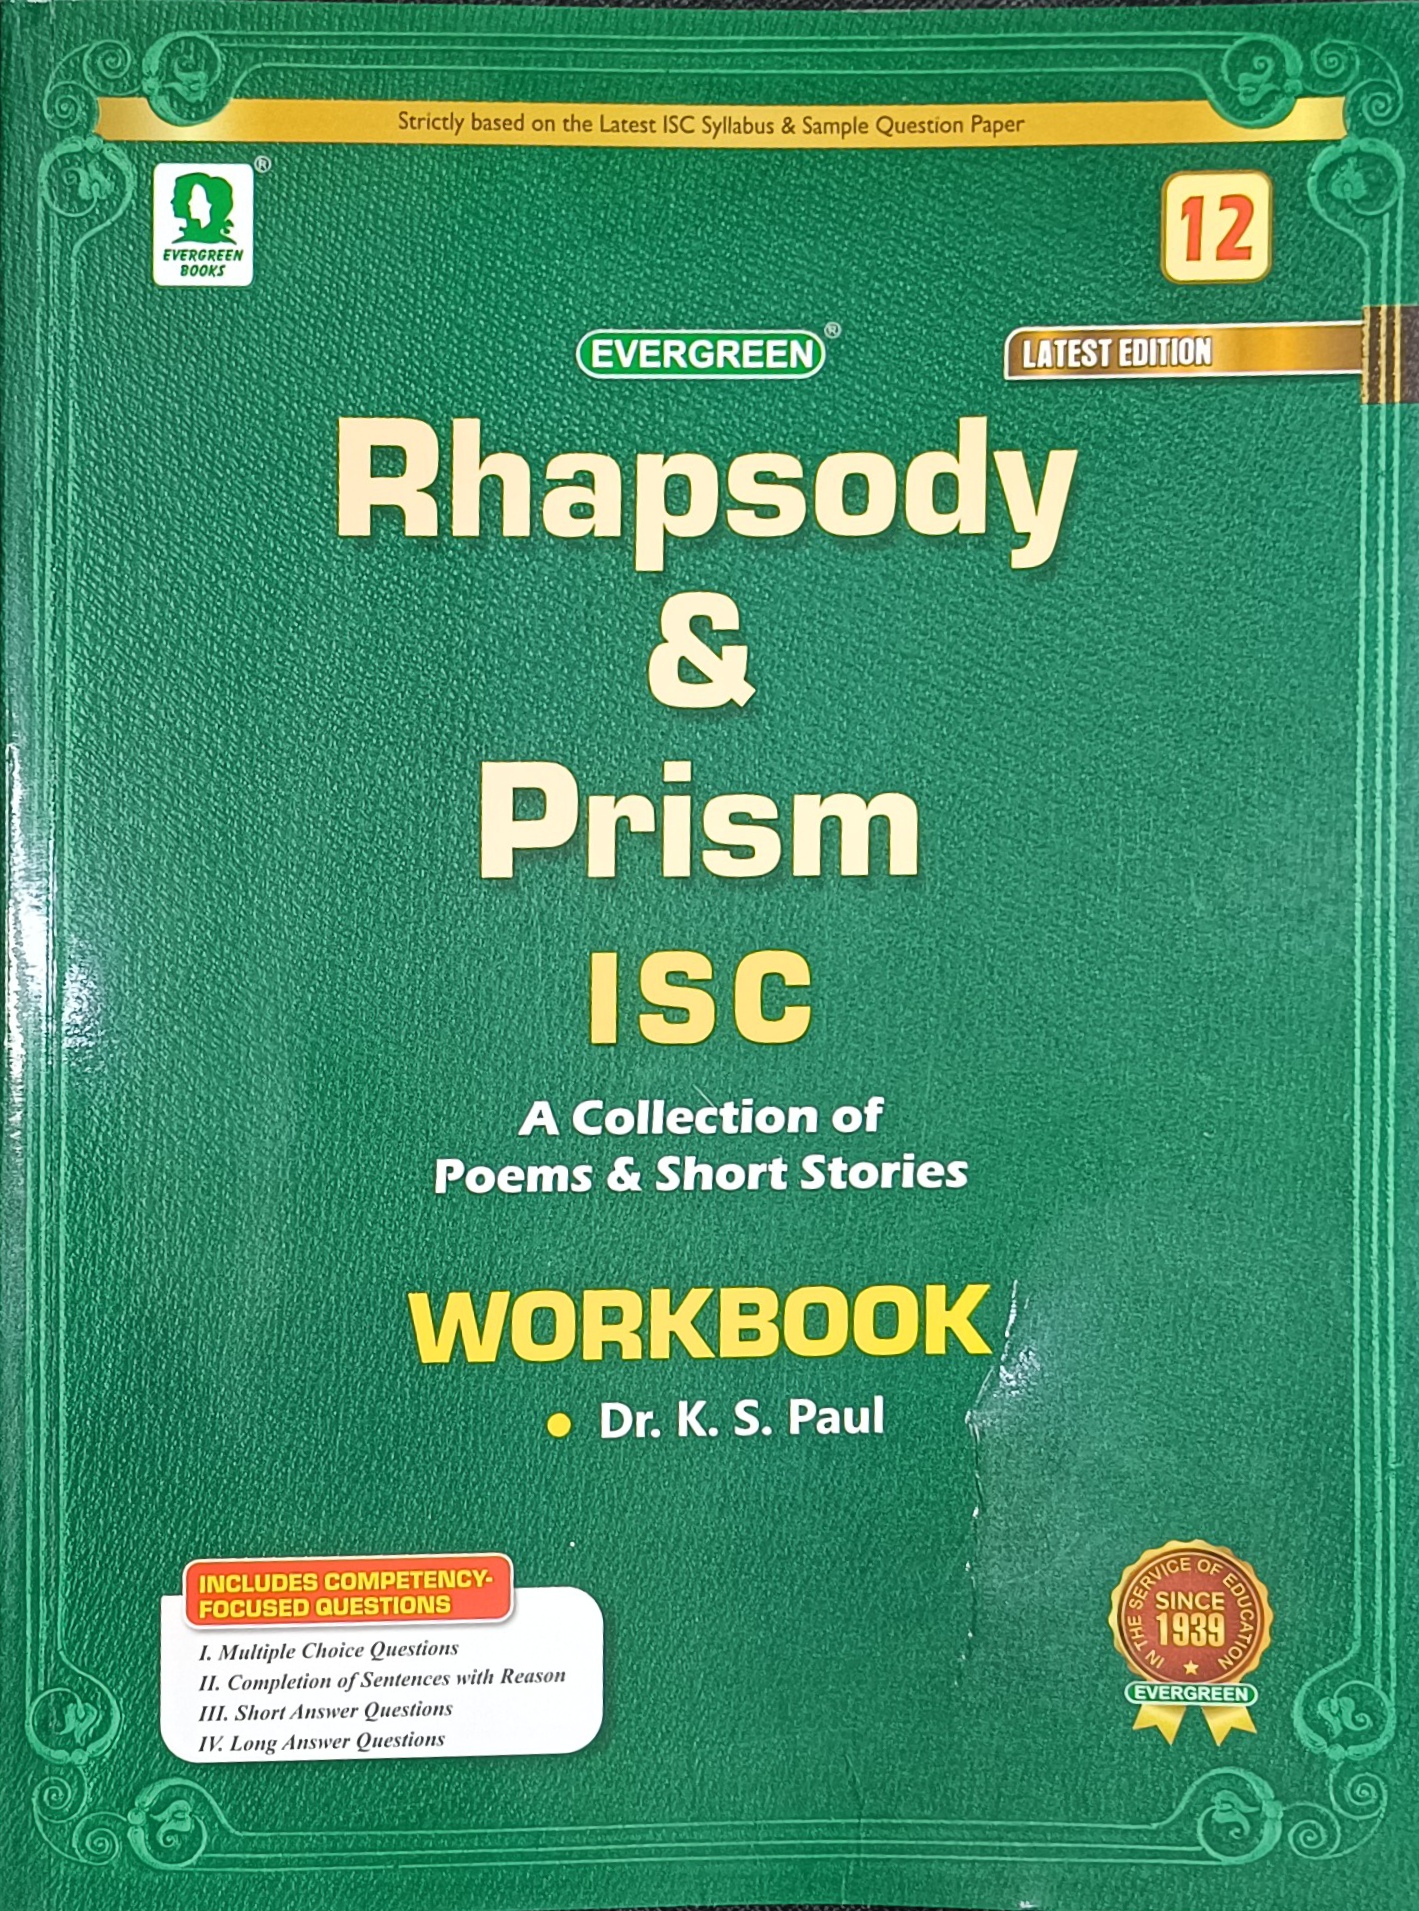 Strictly based on the Latest ISC Syllabus & Sample Question Paper
EVERGREEN
BOOKS
®
12
EVERGREEN®
LATEST EDITION
Rhapsody
&
Prism
ISC
A Collection of
Poems & Short Stories
WORKBOOK
• Dr. K. S. Paul
INCLUDES COMPETENCY-
FOCUSED QUESTIONS
I. Multiple Choice Questions
II. Completion of Sentences with Reason
III. Short Answer Questions
IV. Long Answer Questions
IN THE SERVICE OF EDUCATION
SINCE
1939
EVERGREEN